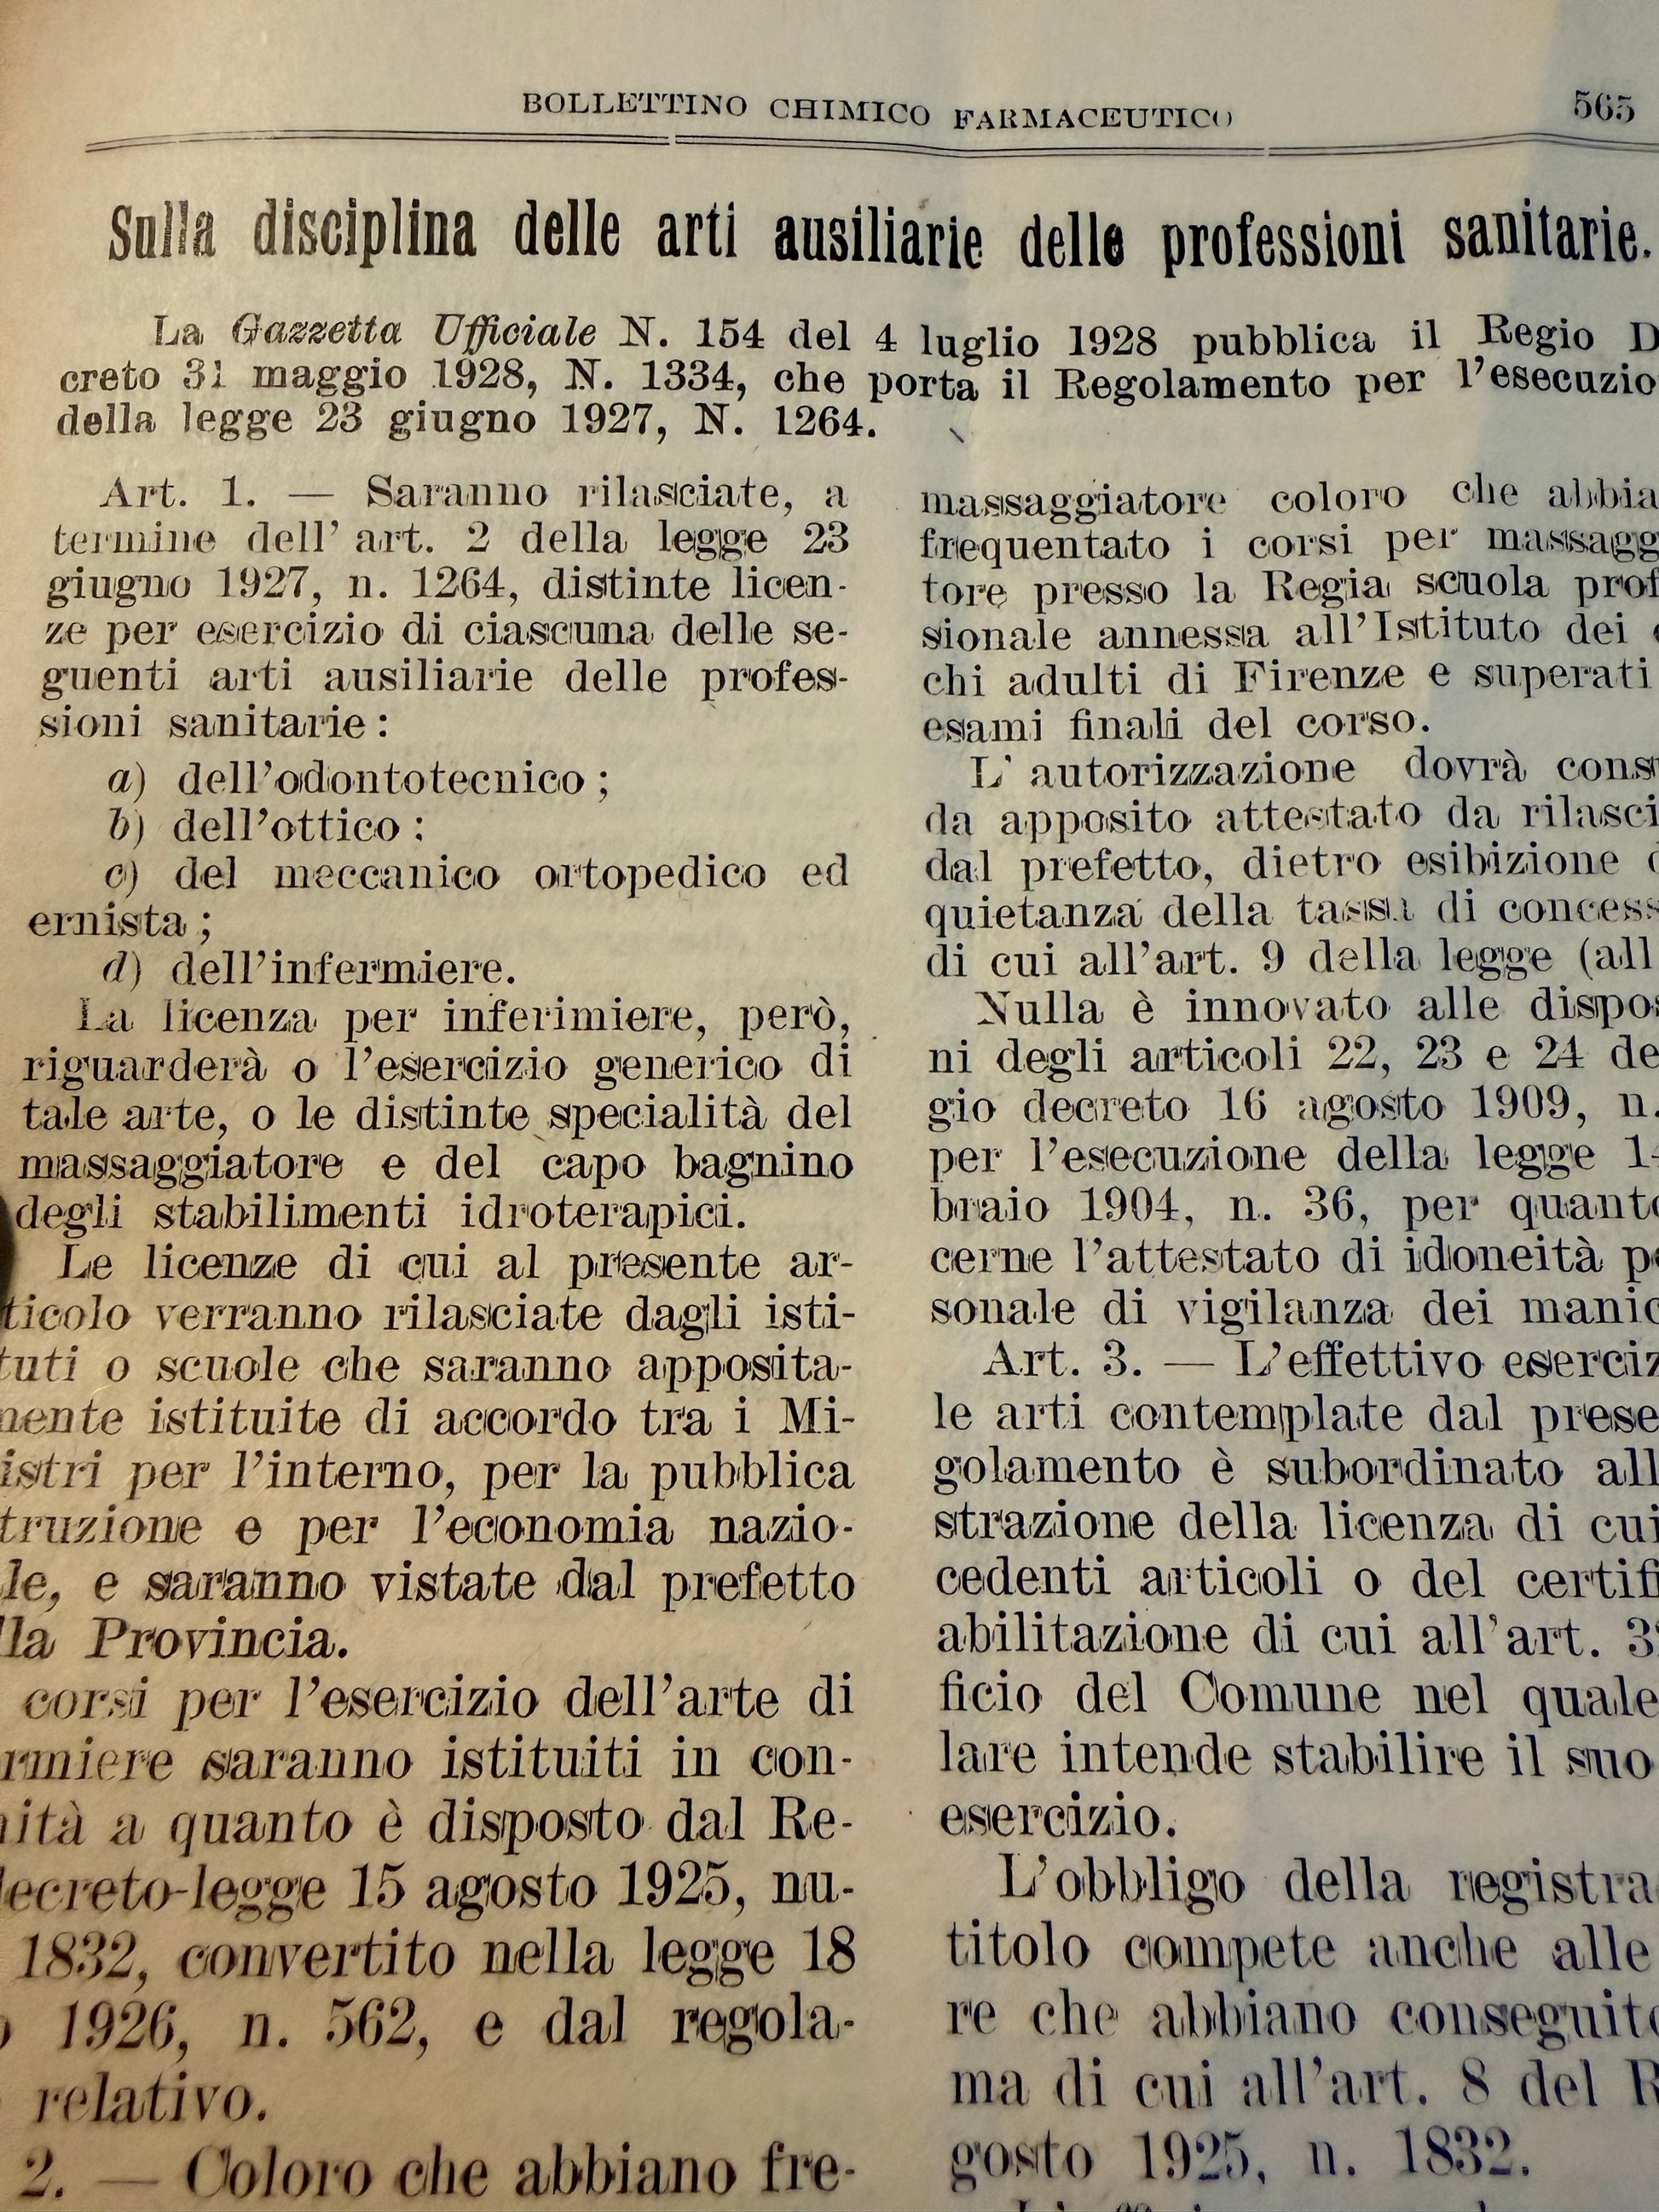 BOLLETTINO CHIMICO FARMACEUTICO 565
Sulla disciplina delle arti ausiliarie delle professioni sanitarie.
La Gazzetta Ufficiale N. 154 del 4 luglio 1928 pubblica il Regio D
creto 31 maggio 1928, N. 1334, che porta il Regolamento per l'esecuzio
della legge 23 giugno 1927, N. 1264.
Art. 1. — Saranno rilasciate, a
termine dell' art. 2 della legge 23
giugno 1927, n. 1264, distinte licen-
ze per esercizio di ciascuna delle se-
guenti arti ausiliarie delle profes-
sioni sanitarie:
a) dell'odontotecnico;
b) dell'ottico:
c) del meccanico ortopedico ed
ernista;
d) dell'infermiere.
La licenza per inferimiere, però,
riguarderà o l'esercizio generico di
tale arte, o le distinte specialità del
massaggiatore e del capo bagnino
degli stabilimenti idroterapici.
Le licenze di cui al presente ar-
ticolo verranno rilasciate dagli isti-
tuti o scuole che saranno apposita-
mente istituite di accordo tra i Mi-
istri per l'interno, per la pubblica
truzione e per l'economia nazio-
le, e saranno vistate dal prefetto
lla Provincia.
corsi per l'esercizio dell'arte di
rmiere saranno istituiti in con-
ità a quanto è disposto dal Re-
decreto-legge 15 agosto 1925, nu-
1832, convertito nella legge 18
o 1926, n. 562, e dal regola-
relativo.
2. — Coloro che abbiano fre-
massaggiatore coloro che abbia
frequentato i corsi per massagg
tore presso la Regia scuola prof
sionale annessa all'Istituto dei c
chi adulti di Firenze e superati
esami finali del corso.
L' autorizzazione dovrà const
da apposito attestato da rilasci
dal prefetto, dietro esibizione d
quietanza della tassa di concess
di cui all'art. 9 della legge (all
Nulla è innovato alle dispos
ni degli articoli 22, 23 e 24 de
gio decreto 16 agosto 1909, n.
per l'esecuzione della legge 14
braio 1904, n. 36, per quanto
cerne l'attestato di idoneità pe
sonale di vigilanza dei manic
Art. 3. — L'effettivo eserciz
le arti contemplate dal prese
golamento è subordinato all
strazione della licenza di cui
cedenti articoli o del certifi
abilitazione di cui all'art. 3
ficio del Comune nel quale
lare intende stabilire il suo
esercizio.
L'obbligo della registra
titolo compete anche alle
re che abbiano conseguito
ma di cui all'art. 8 del R
gosto 1925, n. 1832.